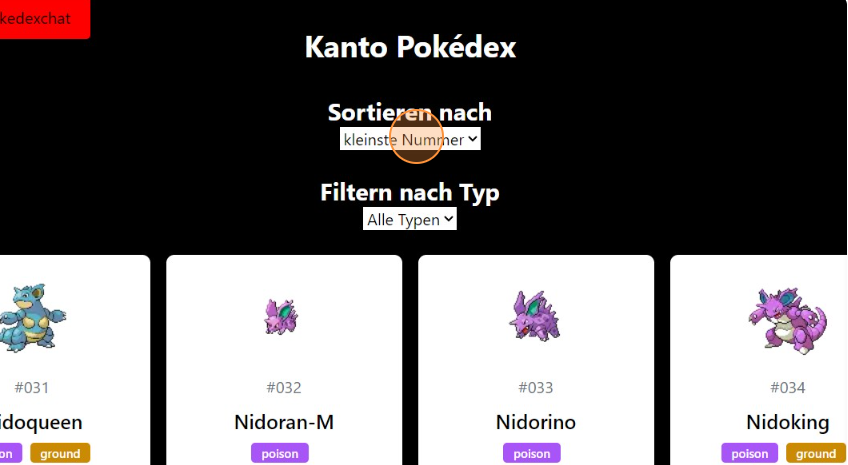 kedexchat
Kanto Pokédex
Sortieren nach
kleinste Nummer
Filtern nach Typ
Alle Typen
#031
#032
#033
#034
idoqueen
Nidoran-M
Nidorino
Nidoking
on ground
poison
poison
poison ground